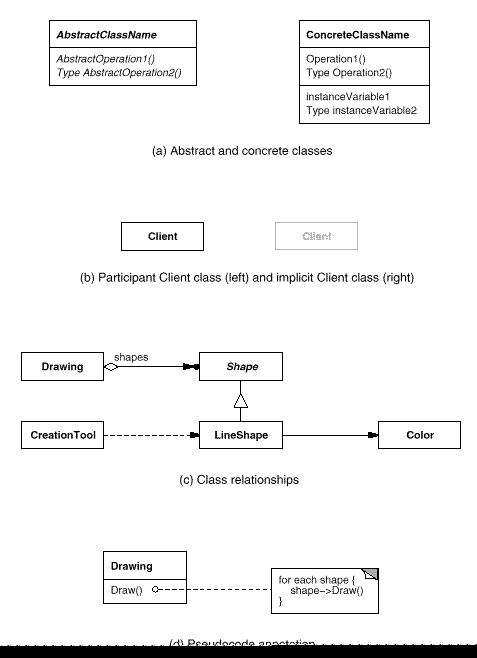 AbstractClassName
AbstractOperation1()
Type AbstractOperation2()
ConcreteClassName
Operation1()
Type Operation2()
instanceVariable1
Type instanceVariable2
(a) Abstract and concrete classes
Client
Client
(b) Participant Client class (left) and implicit Client class (right)
Drawing
shapes
Shape
CreationTool
LineShape
Color
(c) Class relationships
Drawing
Draw()
for each shape {
shape->Draw()
}
(d) Pseudocode annotation